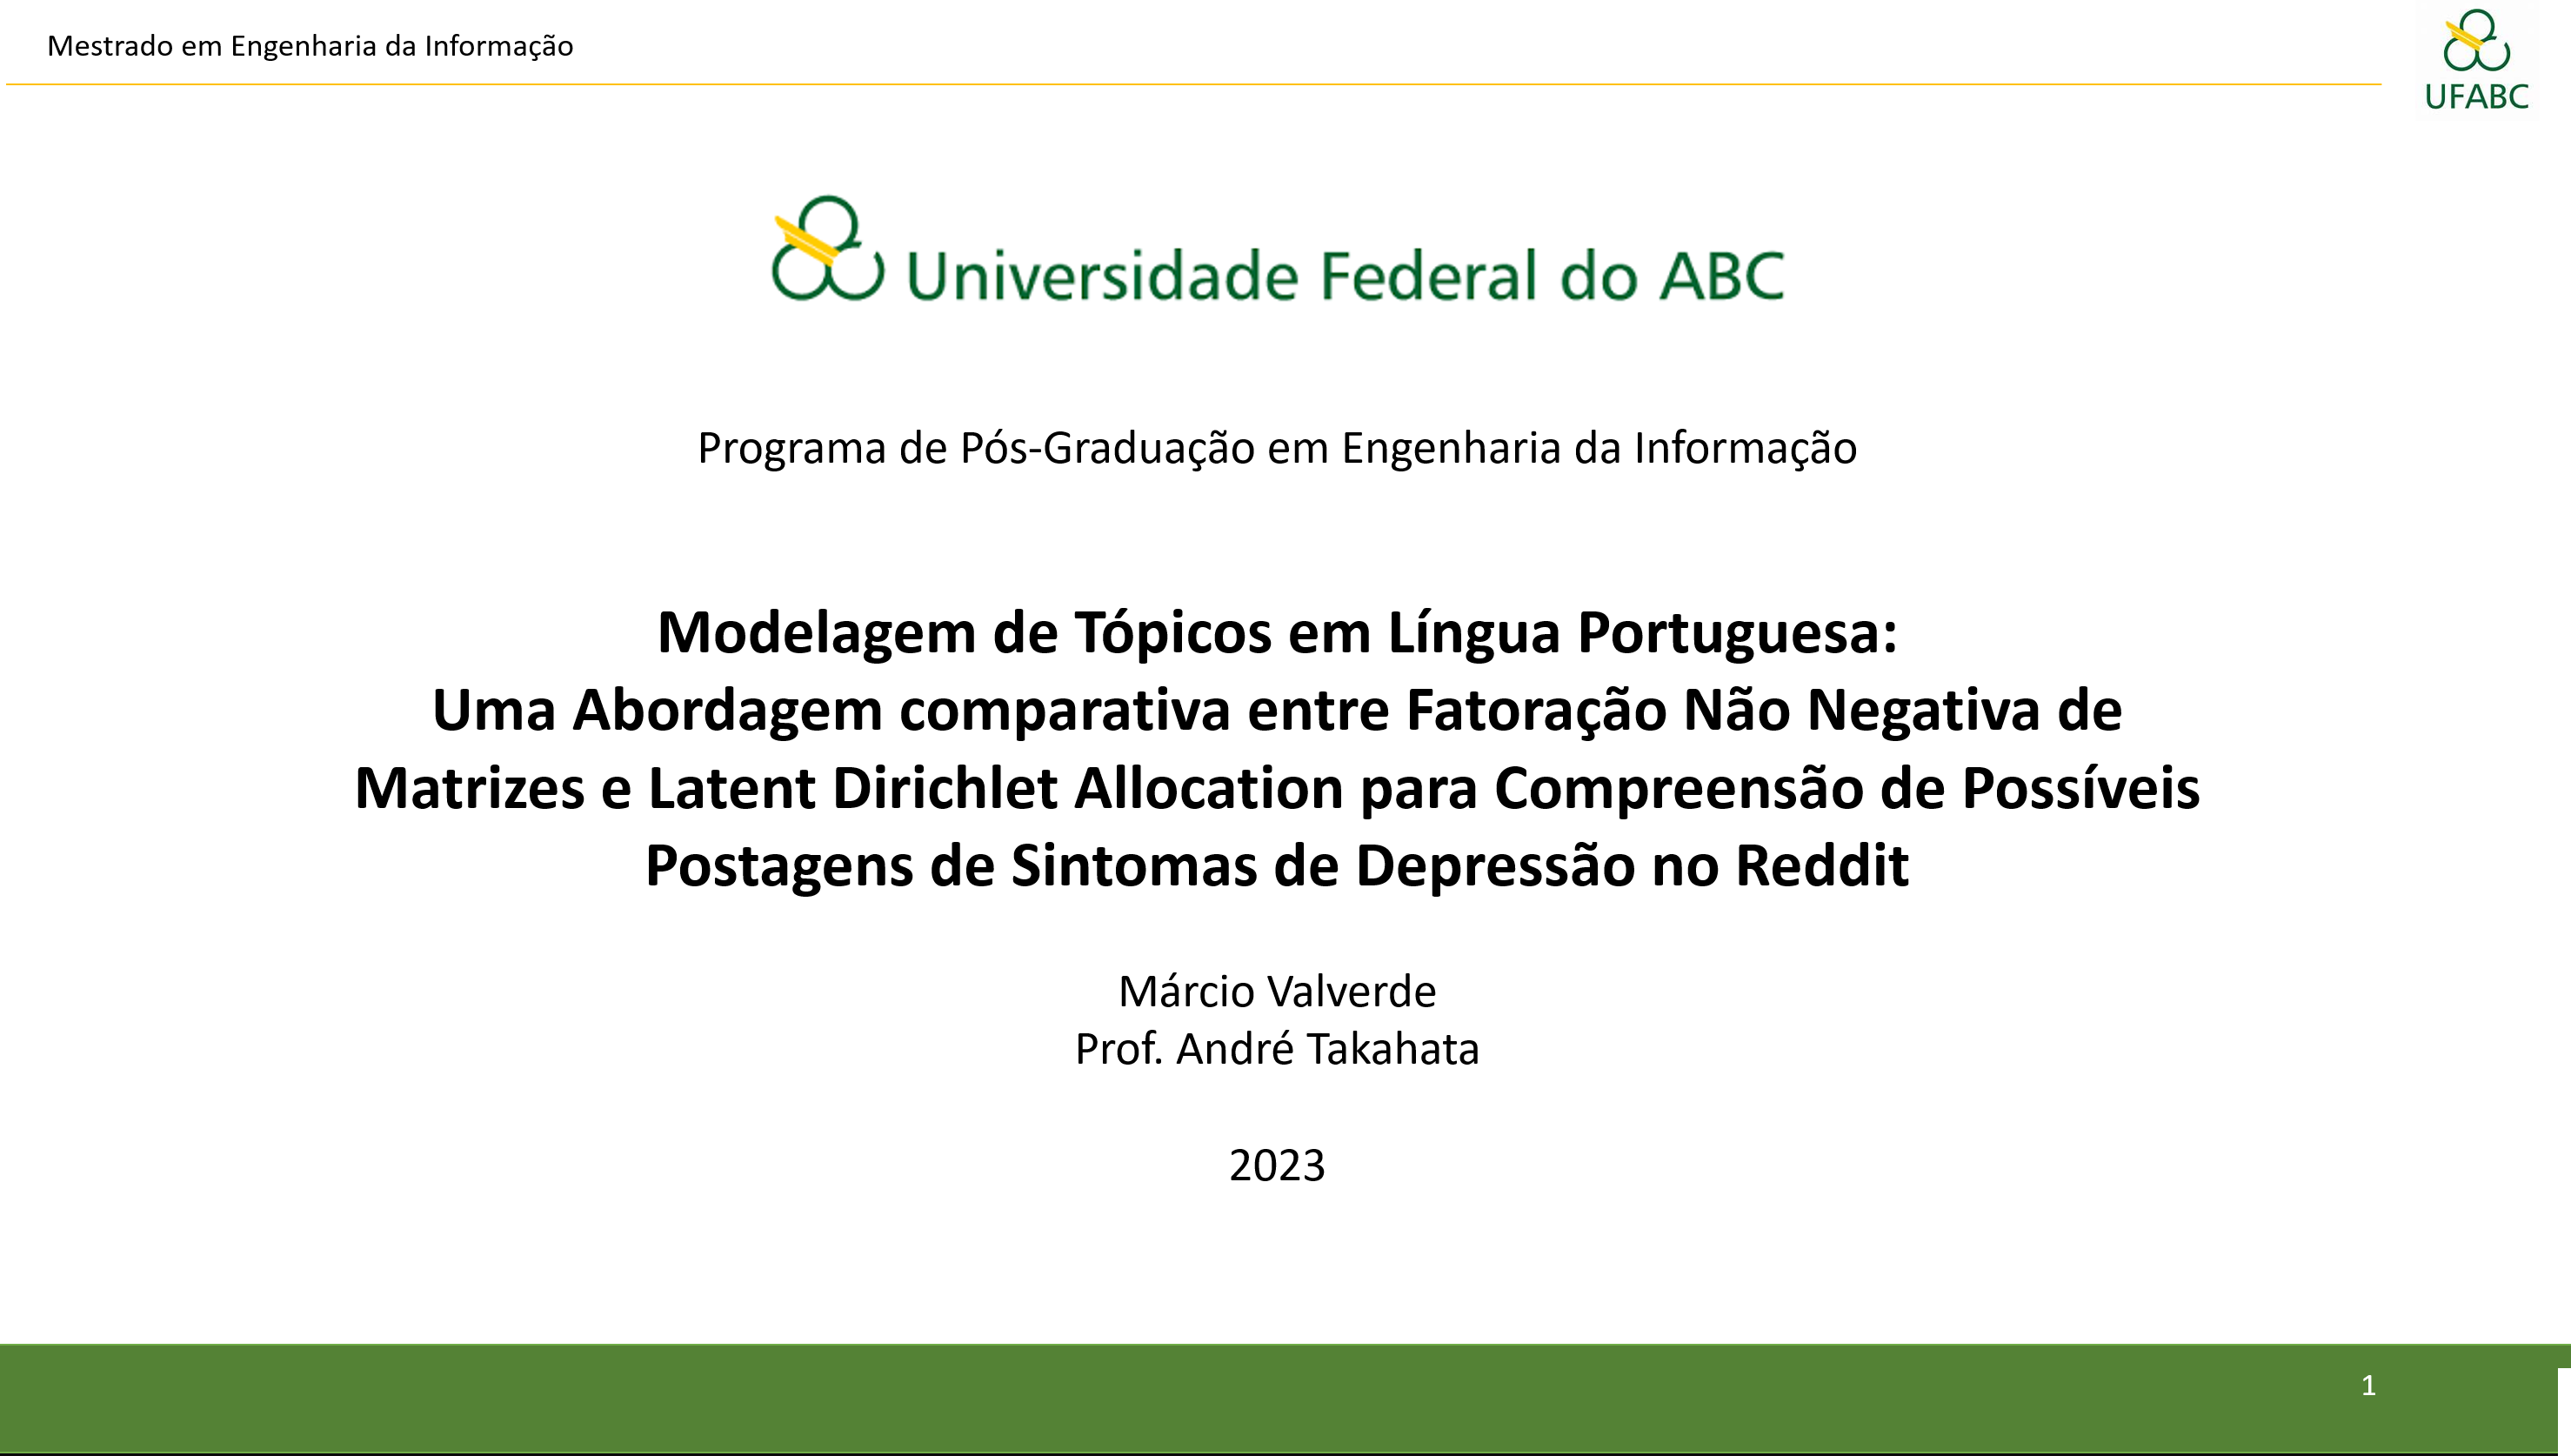 Mestrado em Engenharia da Informação
UFABC
Universidade Federal do ABC
Programa de Pós-Graduação em Engenharia da Informação
Modelagem de Tópicos em Língua Portuguesa:
Uma Abordagem comparativa entre Fatoração Não Negativa de
Matrizes e Latent Dirichlet Allocation para Compreensão de Possíveis
Postagens de Sintomas de Depressão no Reddit
Márcio Valverde
Prof. André Takahata
2023
1